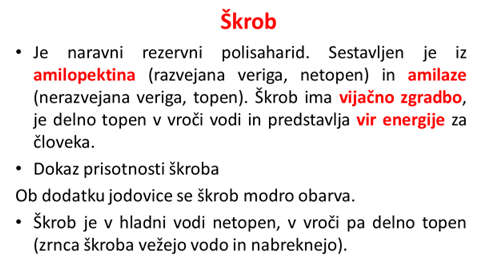 Škrob
• Je naravni rezervni polisaharid. Sestavljen je iz
amilopektina (razvejana veriga, netopen) in amilaze
(nerazvejana veriga, topen). Škrob ima vijačno zgradbo,
je delno topen v vroči vodi in predstavlja vir energije za
človeka.
• Dokaz prisotnosti škroba
Ob dodatku jodovice se škrob modro obarva.
• Škrob je v hladni vodi netopen, v vroči pa delno topen
(zrnca škroba vežejo vodo in nabreknejo).